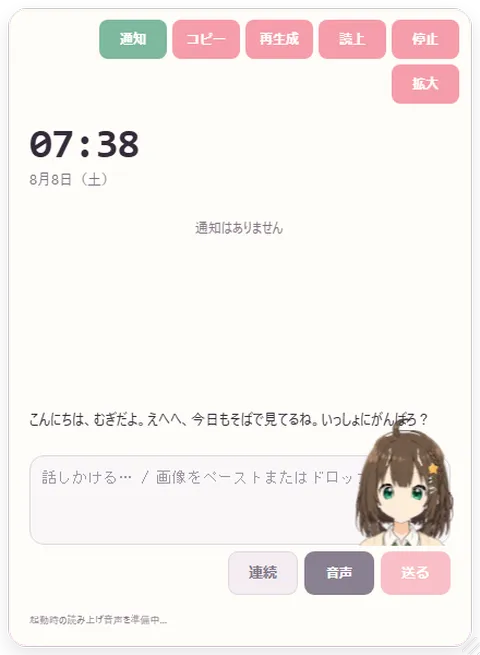 通知 コピー 再生成 読上 停止
拡大
07:38
8月8日（土）
通知はありません
こんにちは、むぎだよ。えへへ、今日もそばで見てるね。いっしょにがんばろ？
話しかける… / 画像をペーストまたはドロッ
連続 音声 送る
起動時の読み上げ音声を準備中…